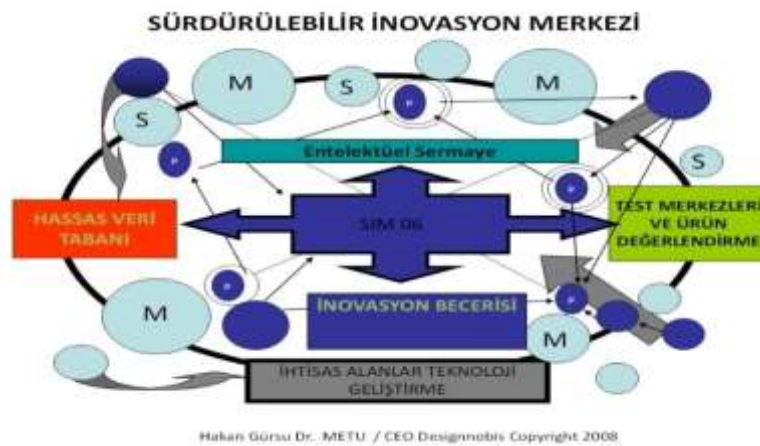 SÜRDÜRÜLEBİLİR İNOVASYON MERKEZİ
M
S
M
P
S
S
P
Entelektüel Sermaye
P
HASSAS VERİ
TABANI
SIM 06
TEST MERKEZLERİ
VE ÜRÜN
DEĞERLENDİRME
P
İNOVASYON BECERİSİ
P
M
M
İHTİSAS ALANLAR TEKNOLOJİ
GELİŞTİRME
Hakan Gürsu Dr. METU / CEO Designnobis Copyright 2008